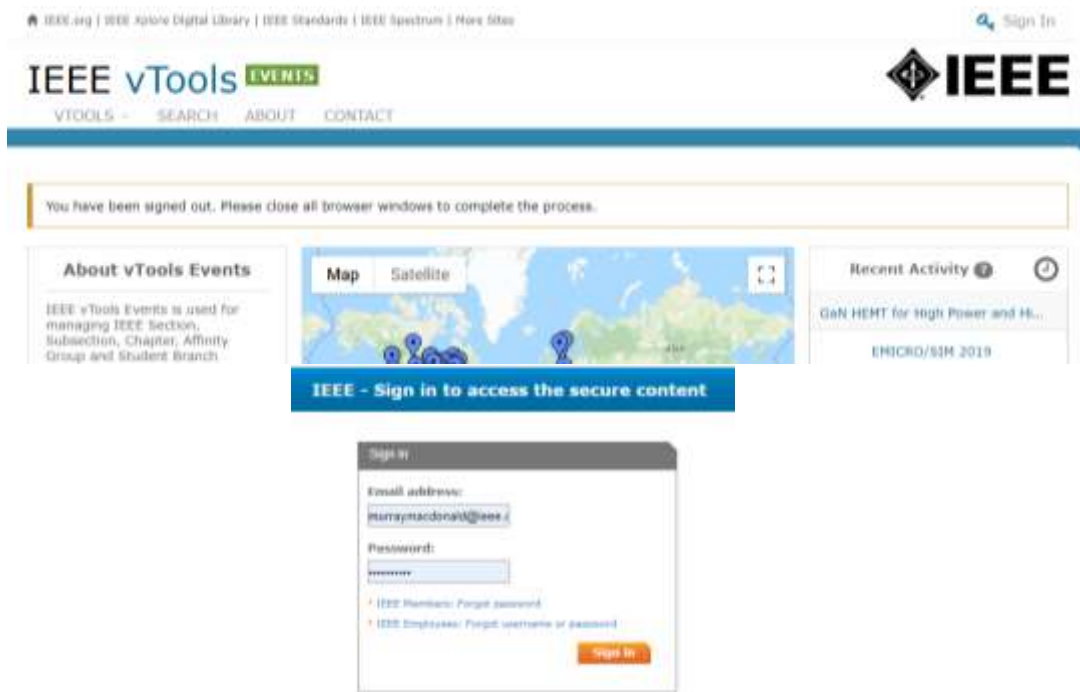 IEEE.org | IEEE Xplore Digital Library | IEEE Standards | IEEE Spectrum | More Sites
Sign In
IEEE vTools EVENTS
IEEE
VTOOLS SEARCH ABOUT CONTACT
You have been signed out. Please close all browser windows to complete the process.
About vTools Events
IEEE vTools Events is used for
managing IEEE Section,
Subsection, Chapter, Affinity
Group and Student Branch
Map Satellite
Recent Activity
GaN HEMT for High Power and Hi...
EMICRO/SIM 2019
IEEE - Sign in to access the secure content
Sign in
Email address:
murraymacdonald@ieee.
Password:
IEEE Members: Forgot password
IEEE Employees: Forgot username or password
Sign In